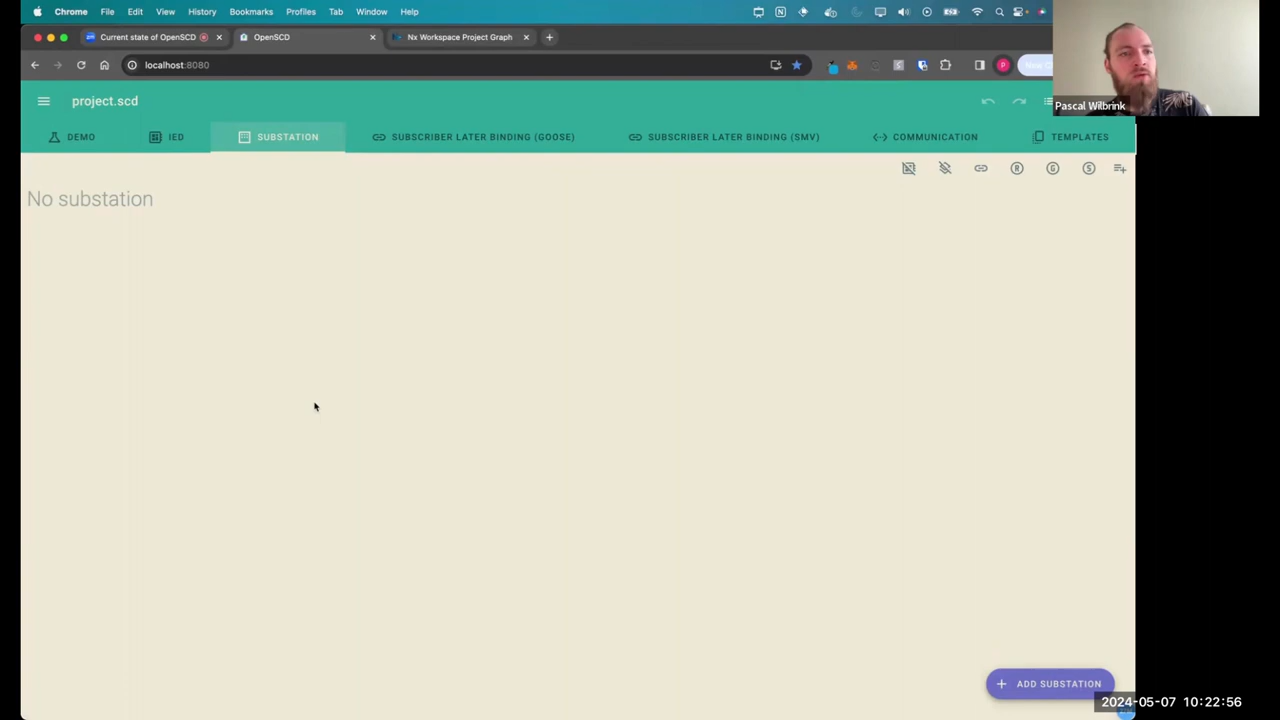 Chrome File Edit View History Bookmarks Profiles Tab Window Help
Current state of OpenSCD OpenSCD Nx Workspace Project Graph
localhost:8080
Pascal Wilbrink
project.scd
DEMO IED SUBSTATION SUBSCRIBER LATER BINDING (GOOSE) SUBSCRIBER LATER BINDING (SMV) COMMUNICATION TEMPLATES
R G S
No substation
ADD SUBSTATION
2024-05-07 10:22:56